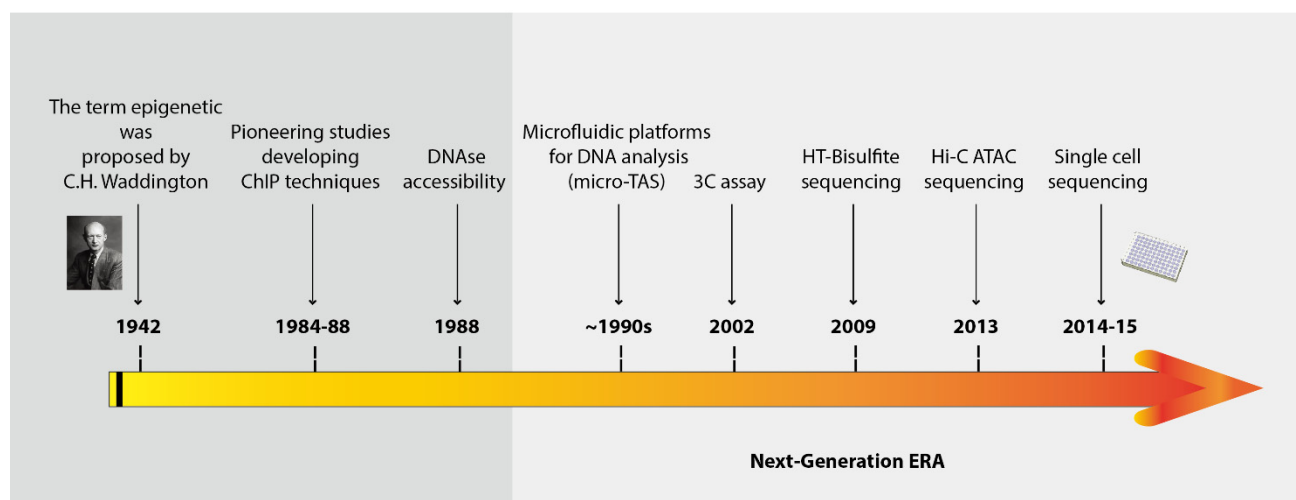 The term epigenetic
was
proposed by
C.H. Waddington
Pioneering studies
developing
ChIP techniques
DNAse
accessibility
Microfluidic platforms
for DNA analysis
(micro-TAS)
3C assay
HT-Bisulfite
sequencing
Hi-C ATAC
sequencing
Single cell
sequencing
1942
1984-88
1988
~1990s
2002
2009
2013
2014-15
Next-Generation ERA